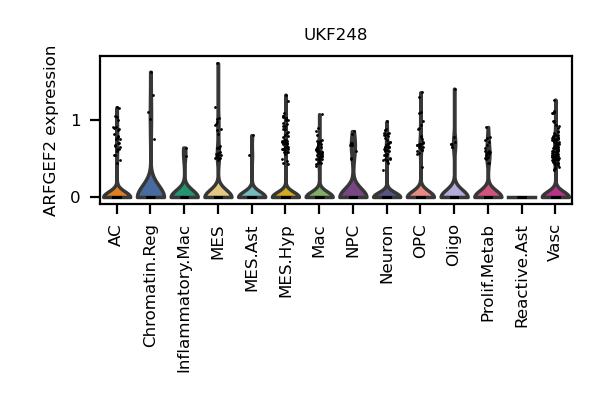 UKF248
ARFGEF2 expression
1
0
AC
Chromatin.Reg
Inflammatory.Mac
MES
MES.Ast
MES.Hyp
Mac
NPC
Neuron
OPC
Oligo
Prolif.Metab
Reactive.Ast
Vasc